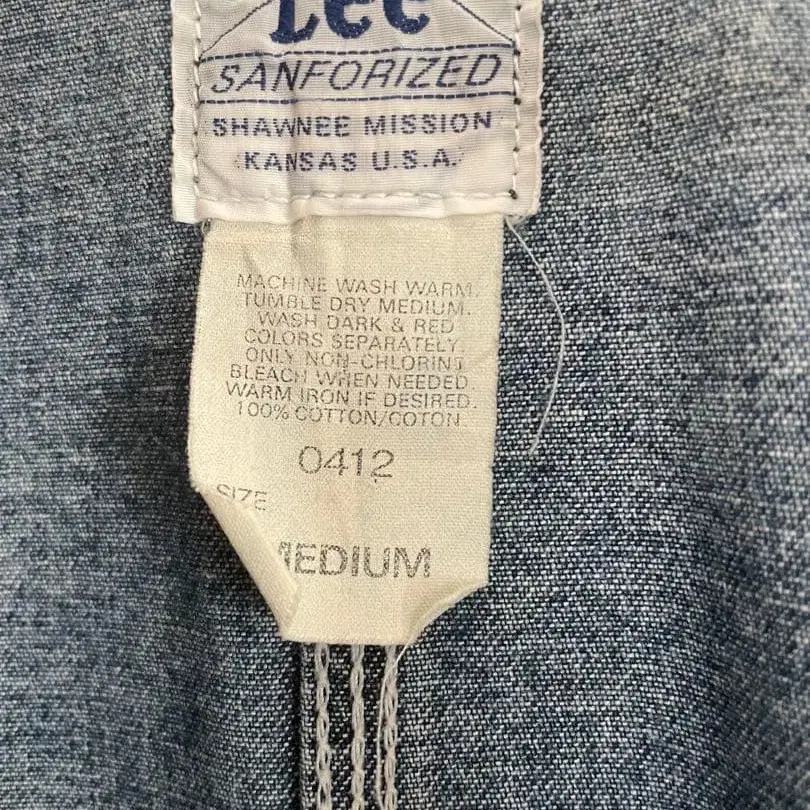 Lee
SANFORIZED
SHAWNEE MISSION
KANSAS U.S.A.
MACHINE WASH WARM.
TUMBLE DRY MEDIUM.
WASH DARK & RED
COLORS SEPARATELY.
ONLY NON-CHLORINE
BLEACH WHEN NEEDED.
WARM IRON IF DESIRED.
100% COTTON/COTON.
0412
SIZE
MEDIUM